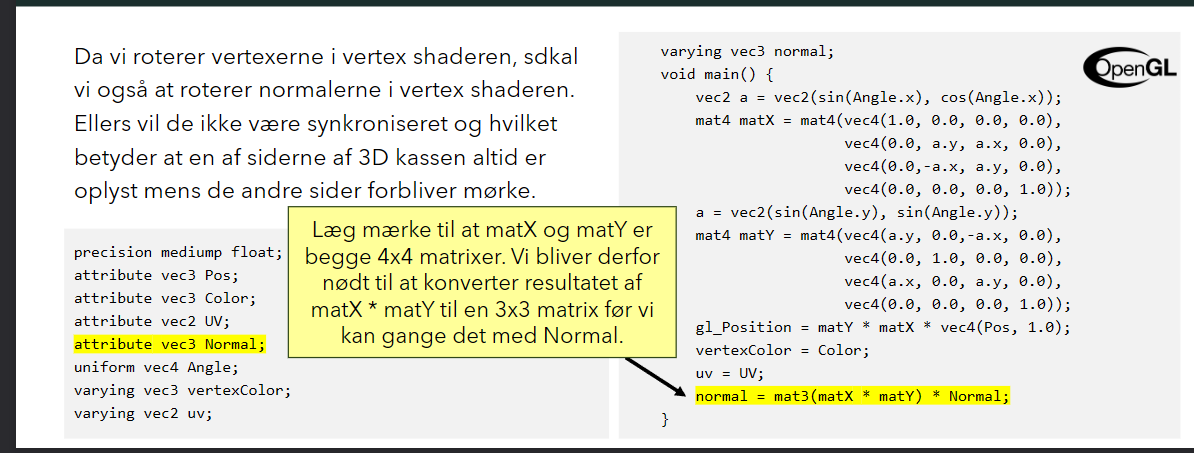 Da vi roterer vertexerne i vertex shaderen, sdkal
vi også at roterer normalerne i vertex shaderen.
Ellers vil de ikke være synkroniseret og hvilket
betyder at en af siderne af 3D kassen altid er
oplyst mens de andre sider forbliver mørke.
precision mediump float;
attribute vec3 Pos;
attribute vec3 Color;
attribute vec2 UV;
attribute vec3 Normal;
uniform vec4 Angle;
varying vec3 vertexColor;
varying vec2 uv;
Læg mærke til at matX og matY er
begge 4x4 matrixer. Vi bliver derfor
nødt til at konverter resultatet af
matX * matY til en 3x3 matrix før vi
kan gange det med Normal.
varying vec3 normal;
void main() {
vec2 a = vec2(sin(Angle.x), cos(Angle.x));
mat4 matX = mat4(vec4(1.0, 0.0, 0.0, 0.0),
vec4(0.0, a.y, a.x, 0.0),
vec4(0.0,-a.x, a.y, 0.0),
vec4(0.0, 0.0, 0.0, 1.0));
a = vec2(sin(Angle.y), sin(Angle.y));
mat4 matY = mat4(vec4(a.y, 0.0,-a.x, 0.0),
vec4(0.0, 1.0, 0.0, 0.0),
vec4(a.x, 0.0, a.y, 0.0),
vec4(0.0, 0.0, 0.0, 1.0));
gl_Position = matY * matX * vec4(Pos, 1.0);
vertexColor = Color;
uv = UV;
normal = mat3(matX * matY) * Normal;
}
OpenGL